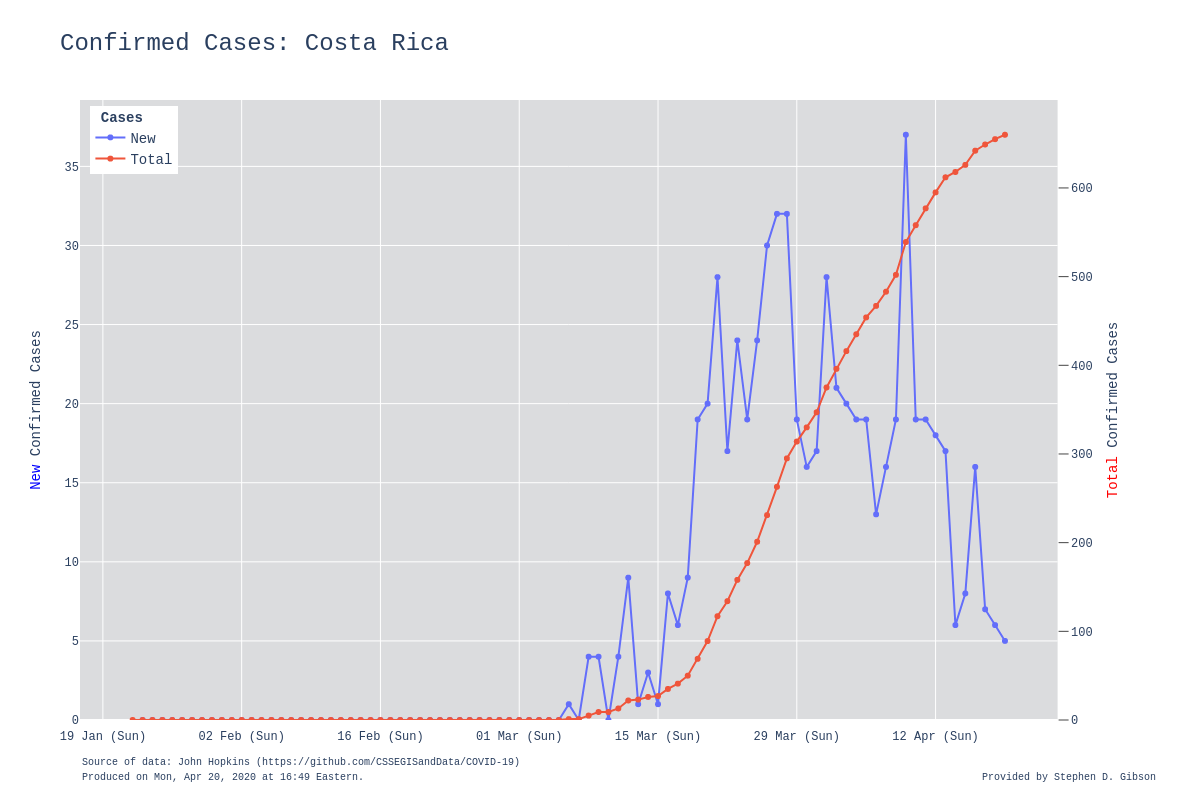 Confirmed Cases: Costa Rica
Cases
New
Total
35
30
25
20
15
10
5
0
600
500
400
300
200
100
0
New Confirmed Cases
Total Confirmed Cases
19 Jan (Sun) 02 Feb (Sun) 16 Feb (Sun) 01 Mar (Sun) 15 Mar (Sun) 29 Mar (Sun) 12 Apr (Sun)
Source of data: John Hopkins (https://github.com/CSSEGISandData/COVID-19)
Produced on Mon, Apr 20, 2020 at 16:49 Eastern.
Provided by Stephen D. Gibson